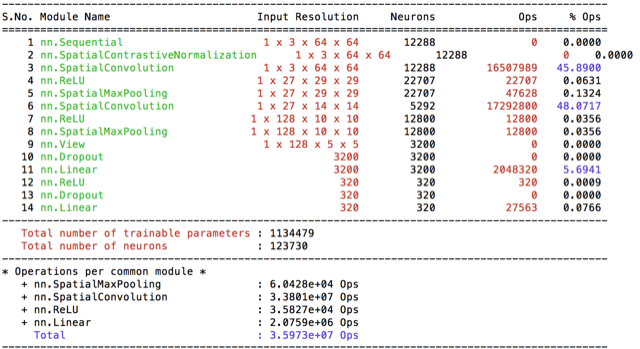 S.No. Module Name Input Resolution Neurons Ops % Ops
1 nn.Sequential 1 x 3 x 64 x 64 12288 0 0.0000
2 nn.SpatialContrastiveNormalization 1 x 3 x 64 x 64 12288 0 0.0000
3 nn.SpatialConvolution 1 x 3 x 64 x 64 12288 16507989 45.8900
4 nn.ReLU 1 x 27 x 29 x 29 22707 22707 0.0631
5 nn.SpatialMaxPooling 1 x 27 x 29 x 29 22707 47628 0.1324
6 nn.SpatialConvolution 1 x 27 x 14 x 14 5292 17292800 48.0717
7 nn.ReLU 1 x 128 x 10 x 10 12800 12800 0.0356
8 nn.SpatialMaxPooling 1 x 128 x 10 x 10 12800 12800 0.0356
9 nn.View 1 x 128 x 5 x 5 3200 0 0.0000
10 nn.Dropout 3200 3200 0 0.0000
11 nn.Linear 3200 3200 2048320 5.6941
12 nn.ReLU 320 320 320 0.0009
13 nn.Dropout 320 320 0 0.0000
14 nn.Linear 320 320 27563 0.0766
Total number of trainable parameters : 1134479
Total number of neurons : 123730
* Operations per common module *
+ nn.SpatialMaxPooling : 6.0428e+04 Ops
+ nn.SpatialConvolution : 3.3801e+07 Ops
+ nn.ReLU : 3.5827e+04 Ops
+ nn.Linear : 2.0759e+06 Ops
Total : 3.5973e+07 Ops